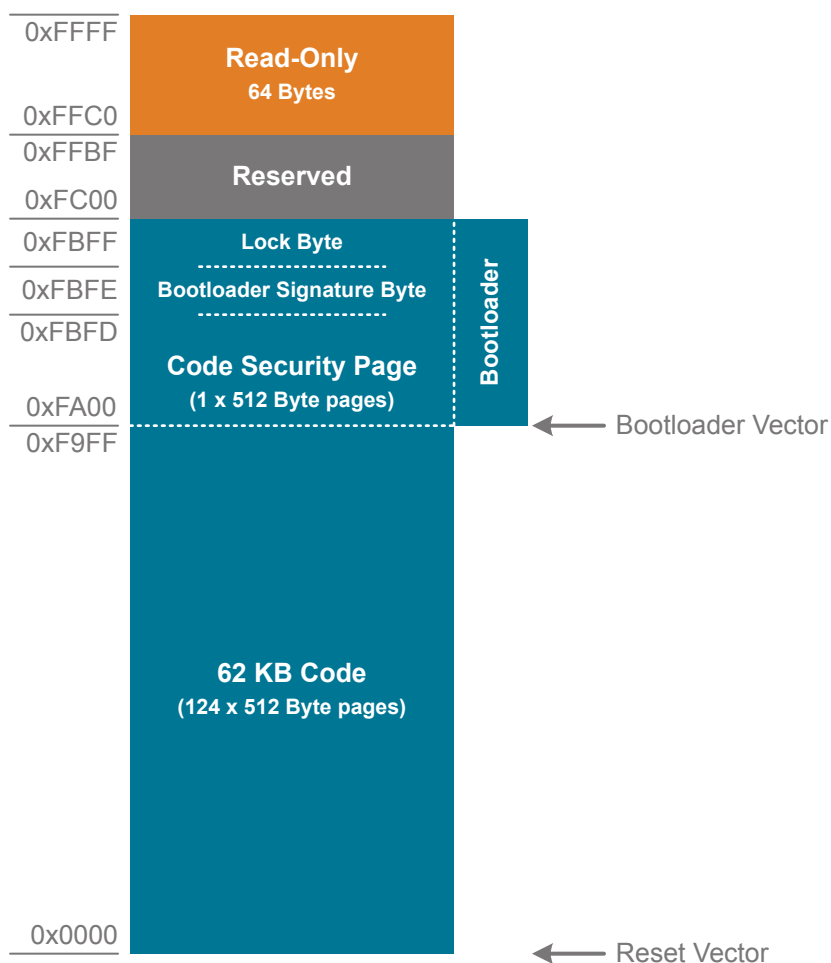 0xFFFF
Read-Only
64 Bytes
0xFFC0
0xFFBF
Reserved
0xFC00
0xFBFF
Lock Byte
0xFBFE
Bootloader Signature Byte
0xFBFD
Code Security Page
(1 x 512 Byte pages)
Bootloader
0xFA00
Bootloader Vector
0xF9FF
62 KB Code
(124 x 512 Byte pages)
0x0000
Reset Vector